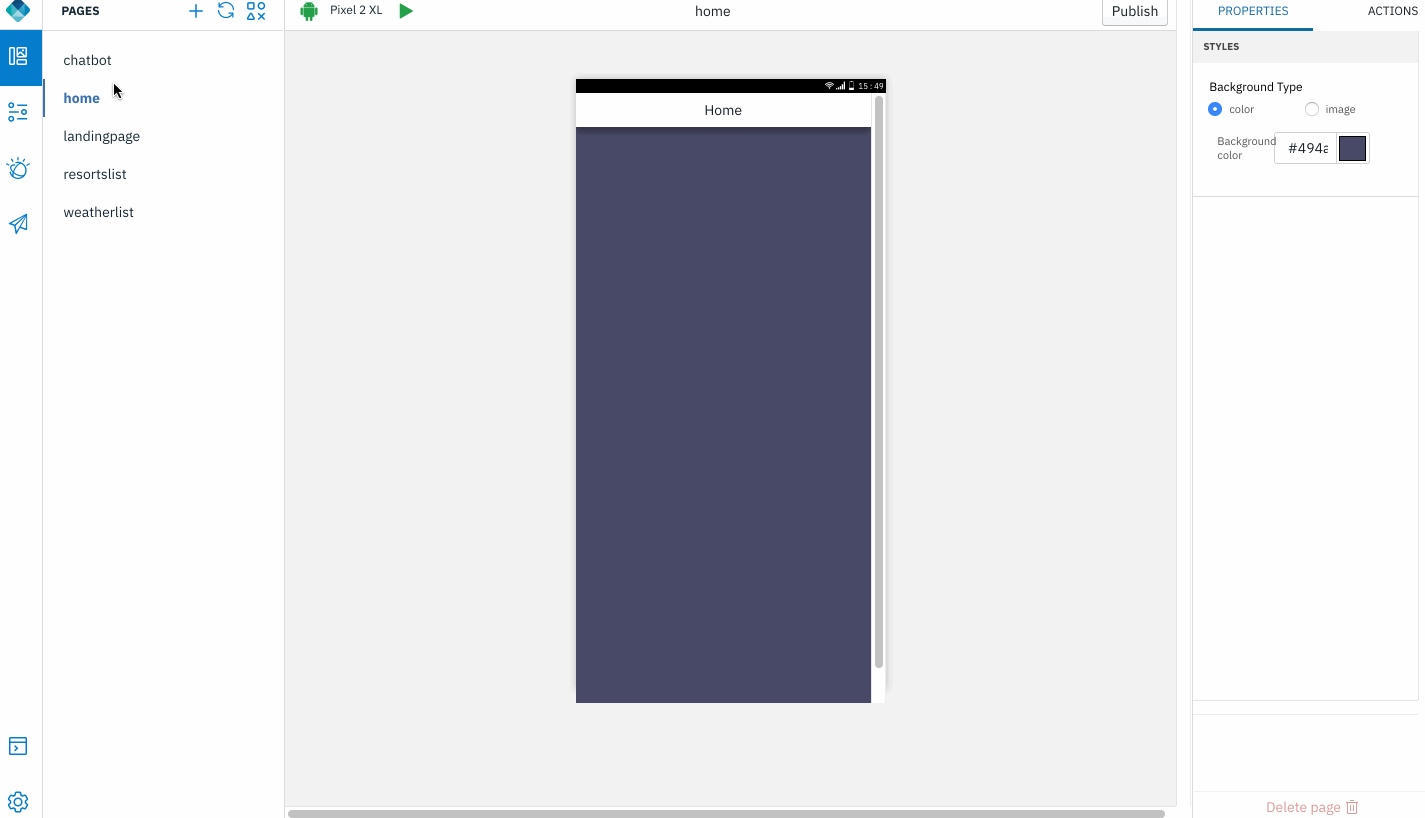 PAGES
Pixel 2 XL
home
Publish
PROPERTIES
ACTIONS
chatbot
home
landingpage
resortslist
weatherlist
15:49
Home
STYLES
Background Type
color
image
Background
color
#494a
Delete page